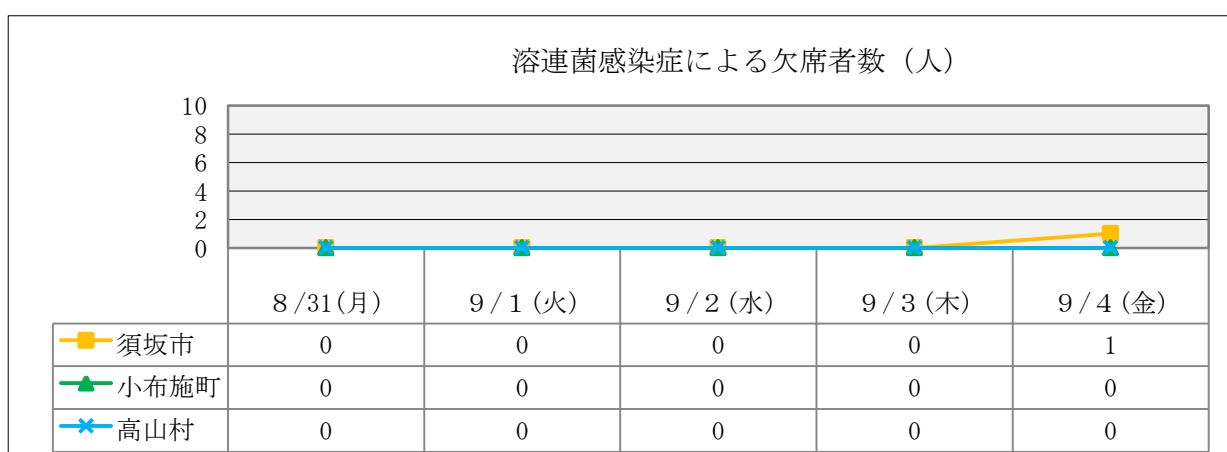 溶連菌感染症による欠席者数（人）
10
8
6
4
2
0
８/31(月) ９/１(火) ９/２(水) ９/３(木) ９/４(金)
須坂市 0 0 0 0 1
小布施町 0 0 0 0 0
高山村 0 0 0 0 0